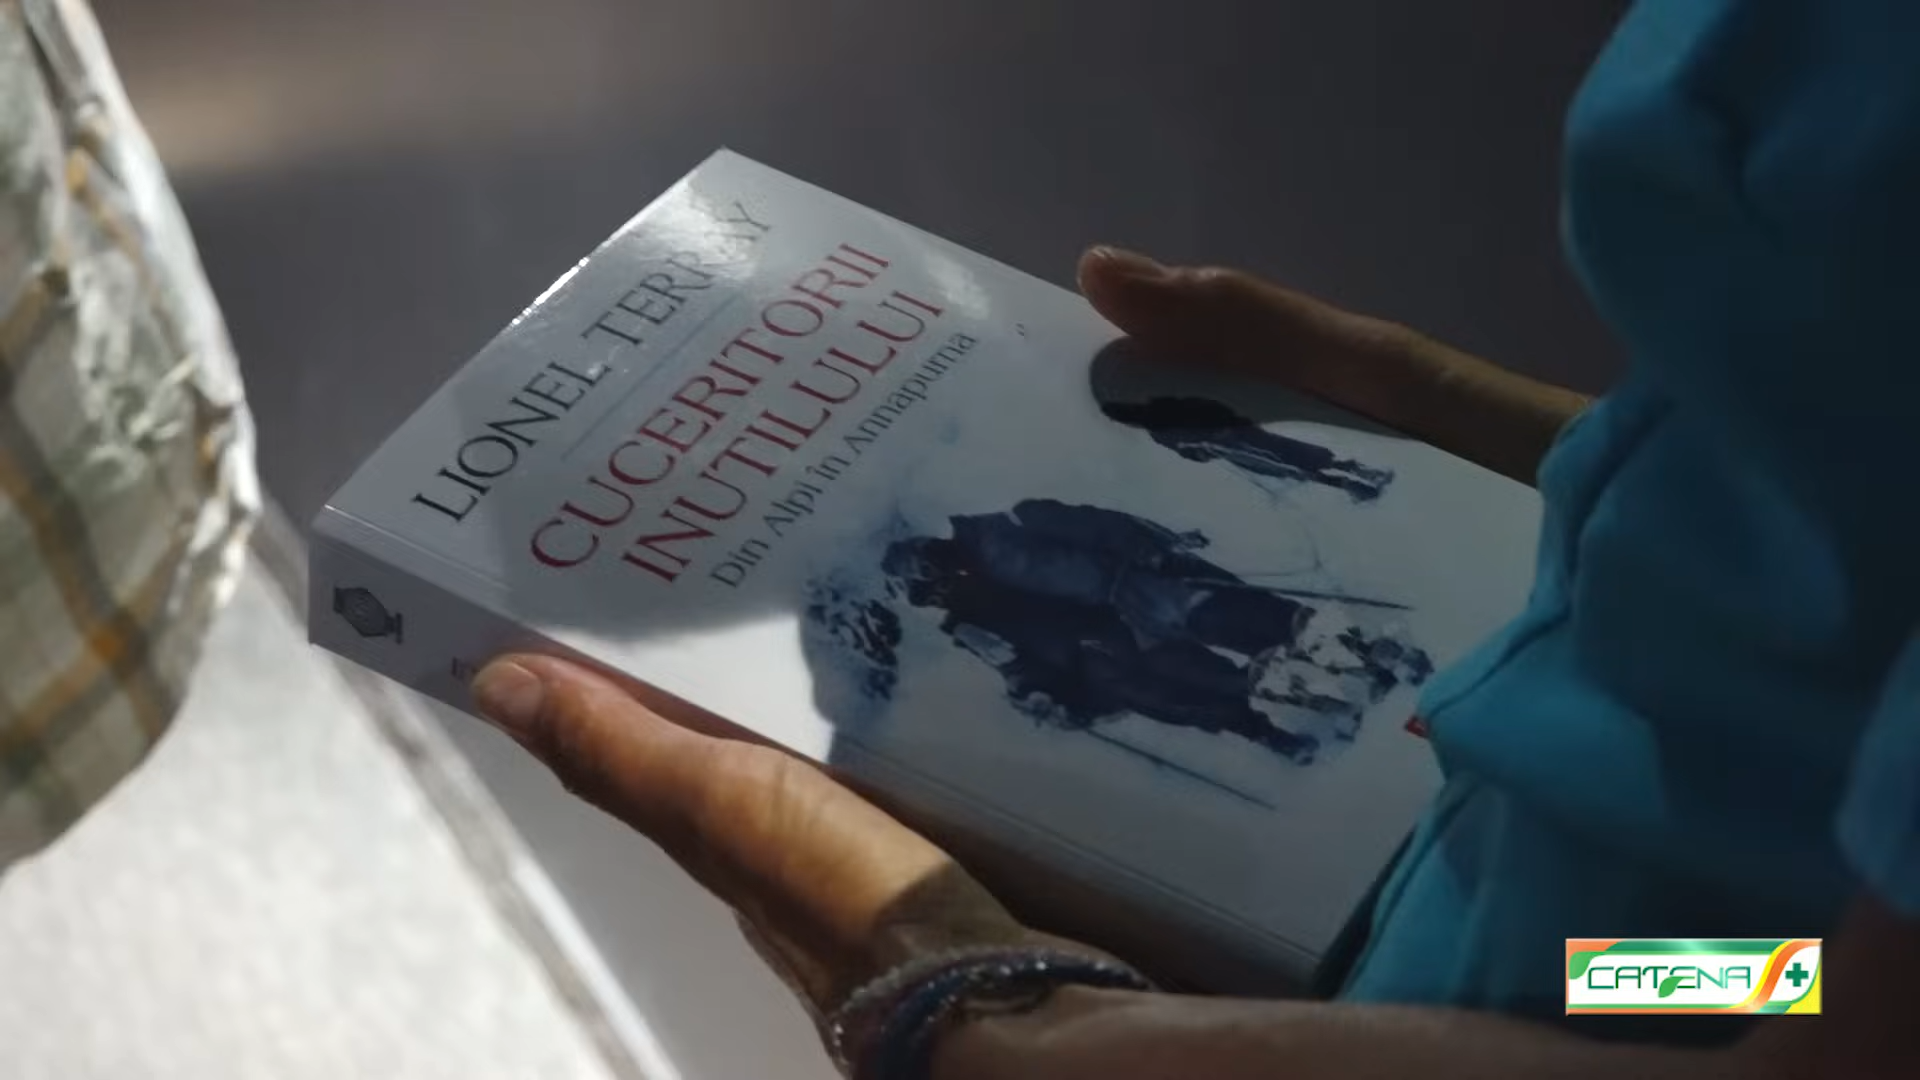 LIONEL TERRAY
CUCERITORII
INUTILULUI
Din Alpi în Annapurna
CATENA